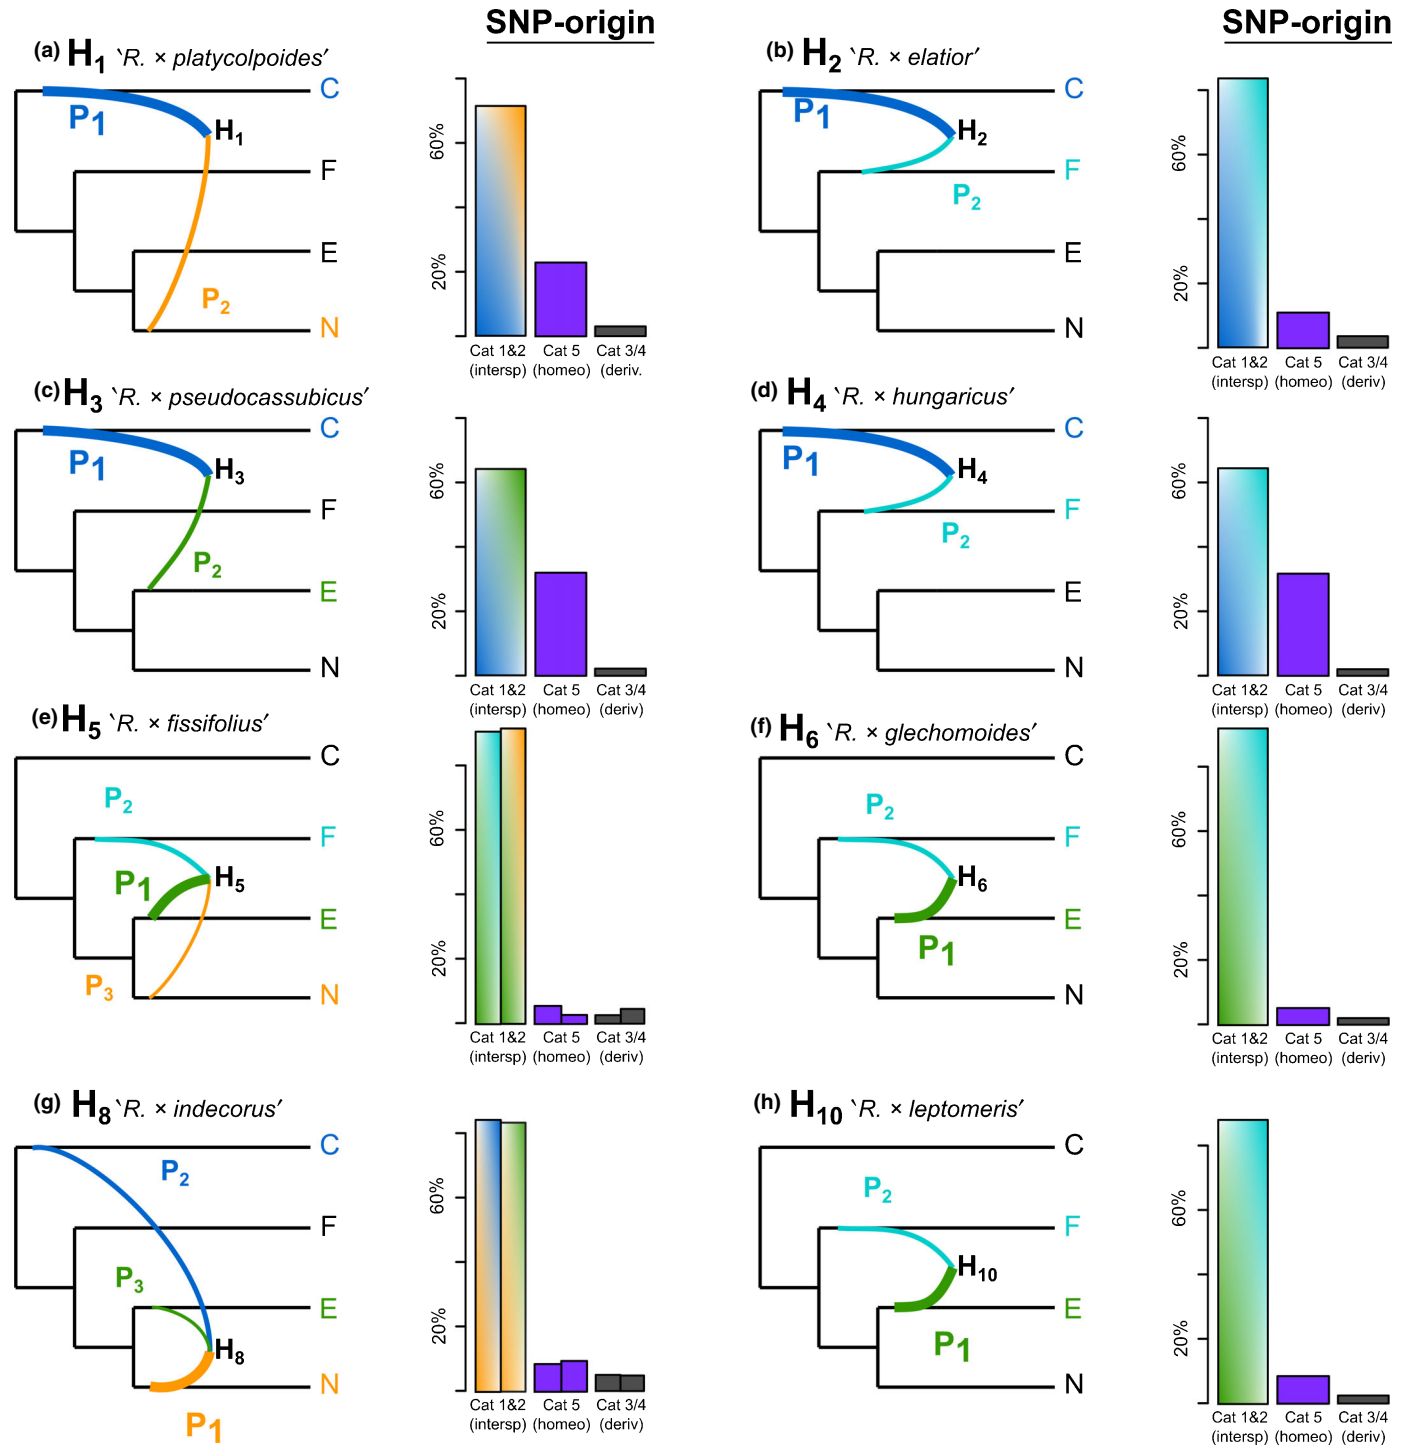 SNP-origin
SNP-origin
(a) H1 ‵R. × platycolpoides′
C
P1
H1
F
E
P2
N
60%
20%
Cat 1&2 Cat 5 Cat 3/4
(intersp) (homeo) (deriv.
(b) H2 ‵R. × elatior′
C
P1
H2
F
P2
E
N
60%
20%
Cat 1&2 Cat 5 Cat 3/4
(intersp) (homeo) (deriv)
(c) H3 ‵R. × pseudocassubicus′
C
P1
H3
F
P2
E
N
60%
20%
Cat 1&2 Cat 5 Cat 3/4
(intersp) (homeo) (deriv)
(d) H4 ‵R. × hungaricus′
C
P1
H4
F
P2
E
N
60%
20%
Cat 1&2 Cat 5 Cat 3/4
(intersp) (homeo) (deriv)
(e) H5 ‵R. × fissifolius′
C
P2
F
P1
H5
E
P3
N
60%
20%
Cat 1&2 Cat 5 Cat 3/4
(intersp) (homeo) (deriv)
(f) H6 ‵R. × glechomoides′
C
P2
F
H6
E
P1
N
60%
20%
Cat 1&2 Cat 5 Cat 3/4
(intersp) (homeo) (deriv)
(g) H8 ‵R. × indecorus′
C
P2
F
P3
E
H8
N
P1
60%
20%
Cat 1&2 Cat 5 Cat 3/4
(intersp) (homeo) (deriv)
(h) H10 ‵R. × leptomeris′
C
P2
F
H10
E
P1
N
60%
20%
Cat 1&2 Cat 5 Cat 3/4
(intersp) (homeo) (deriv)